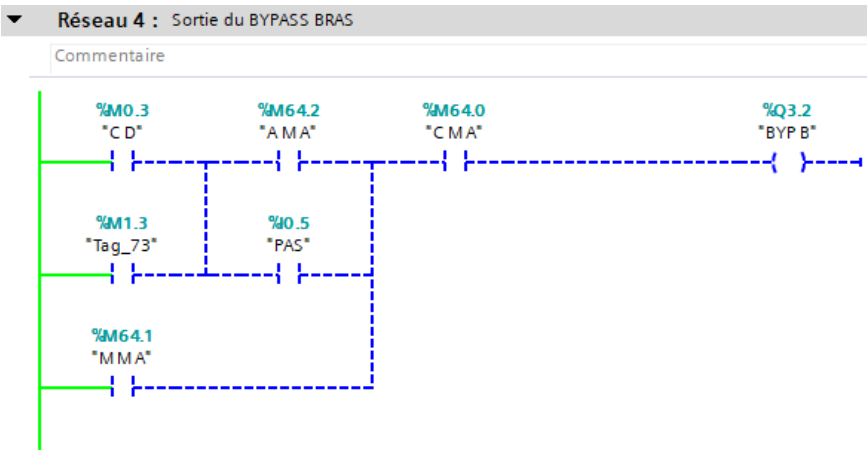 Réseau 4 : Sortie du BYPASS BRAS
Commentaire
%M0.3 %M64.2 %M64.0 %Q3.2
"C D" "A M A" "C M A" "BYP B"
%M1.3 %I0.5
"Tag_73" "PAS"
%M64.1
"M M A"